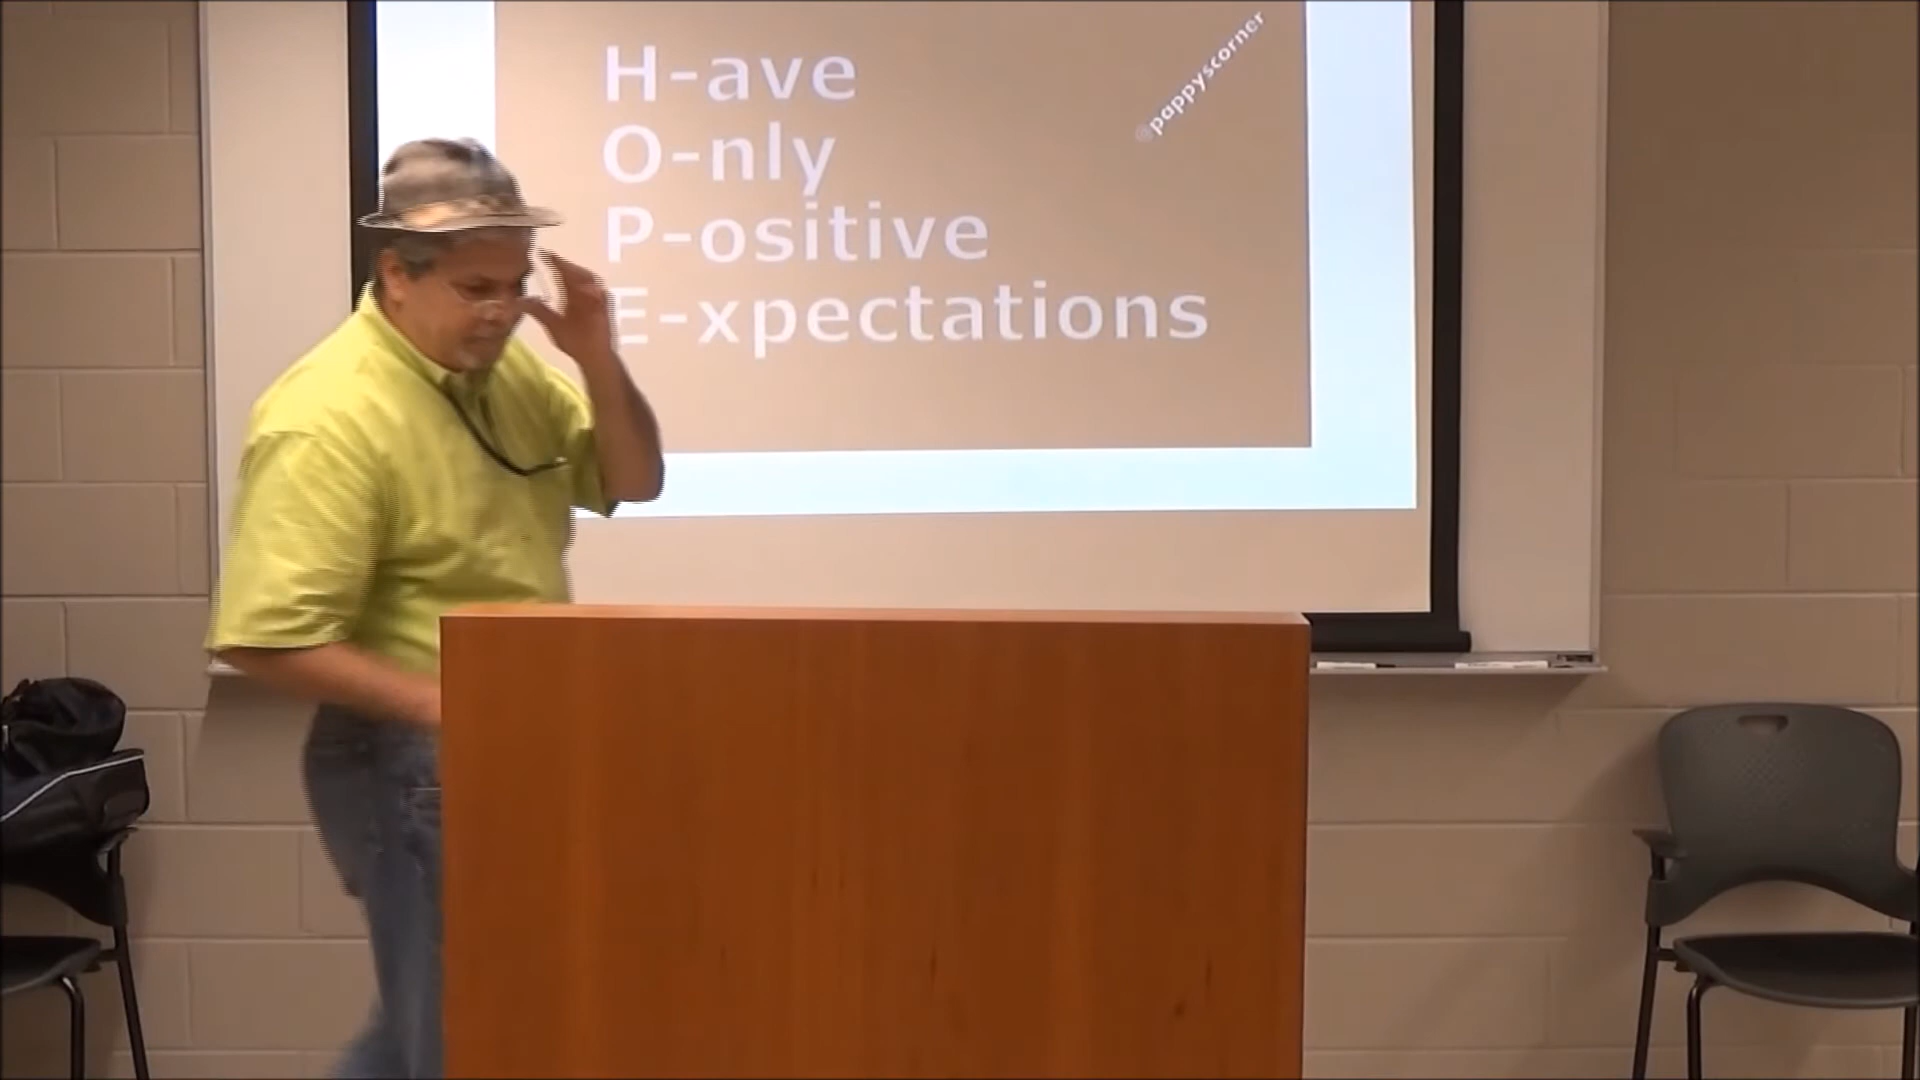 H-ave
O-nly
P-ositive
E-xpectations
@pappyscorner